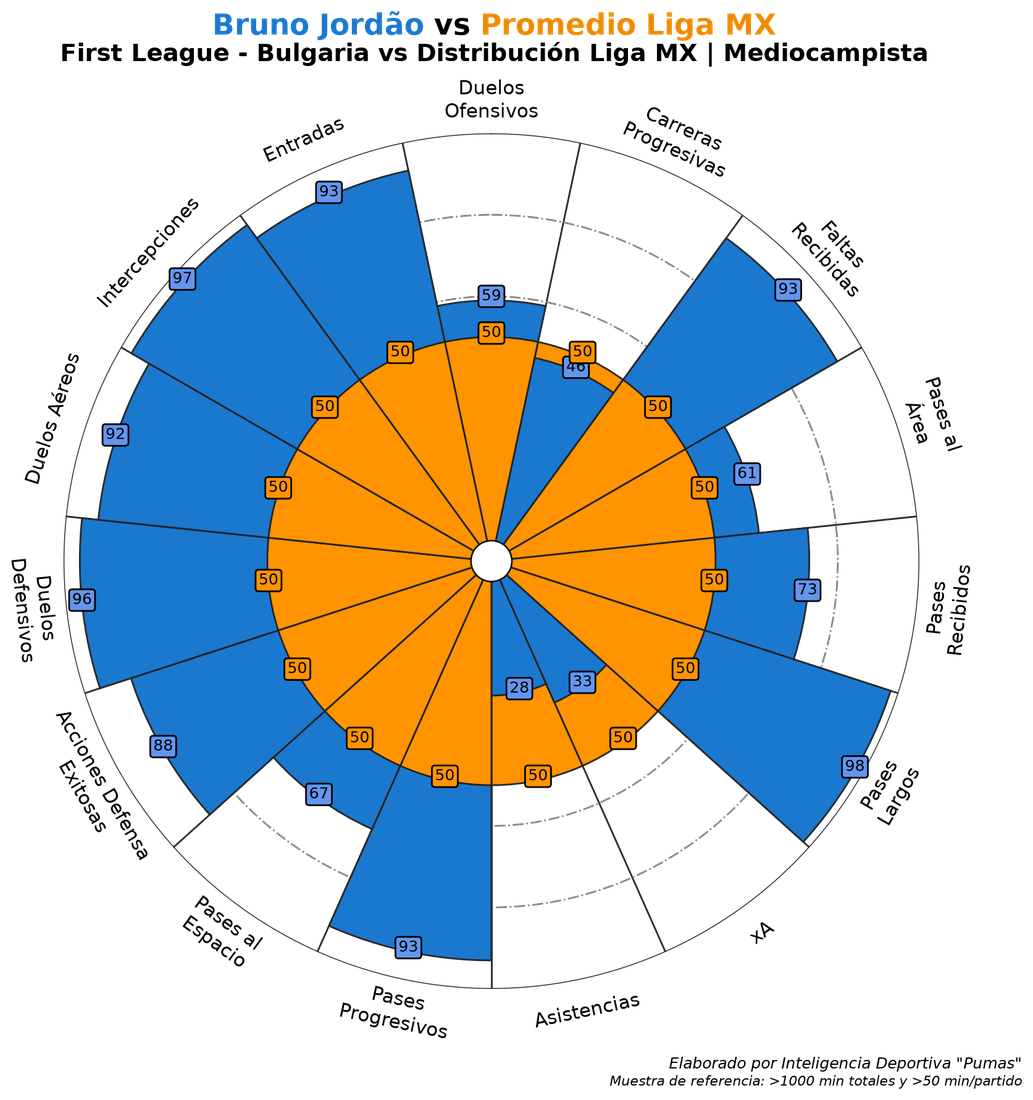 Bruno Jordão vs Promedio Liga MX
First League - Bulgaria vs Distribución Liga MX | Mediocampista
Duelos
Ofensivos
59
50
Carreras
Progresivas
50
46
Faltas
Recibidas
93
50
Pases al
Área
61
50
Pases
Recibidos
73
50
Pases
Largos
98
50
xA
33
50
Asistencias
28
50
Pases
Progresivos
93
50
Pases al
Espacio
67
50
Acciones Defensa
Exitosas
88
50
Duelos
Defensivos
96
50
Duelos Aéreos
92
50
Intercepciones
97
50
Entradas
93
50
Elaborado por Inteligencia Deportiva "Pumas"
Muestra de referencia: >1000 min totales y >50 min/partido